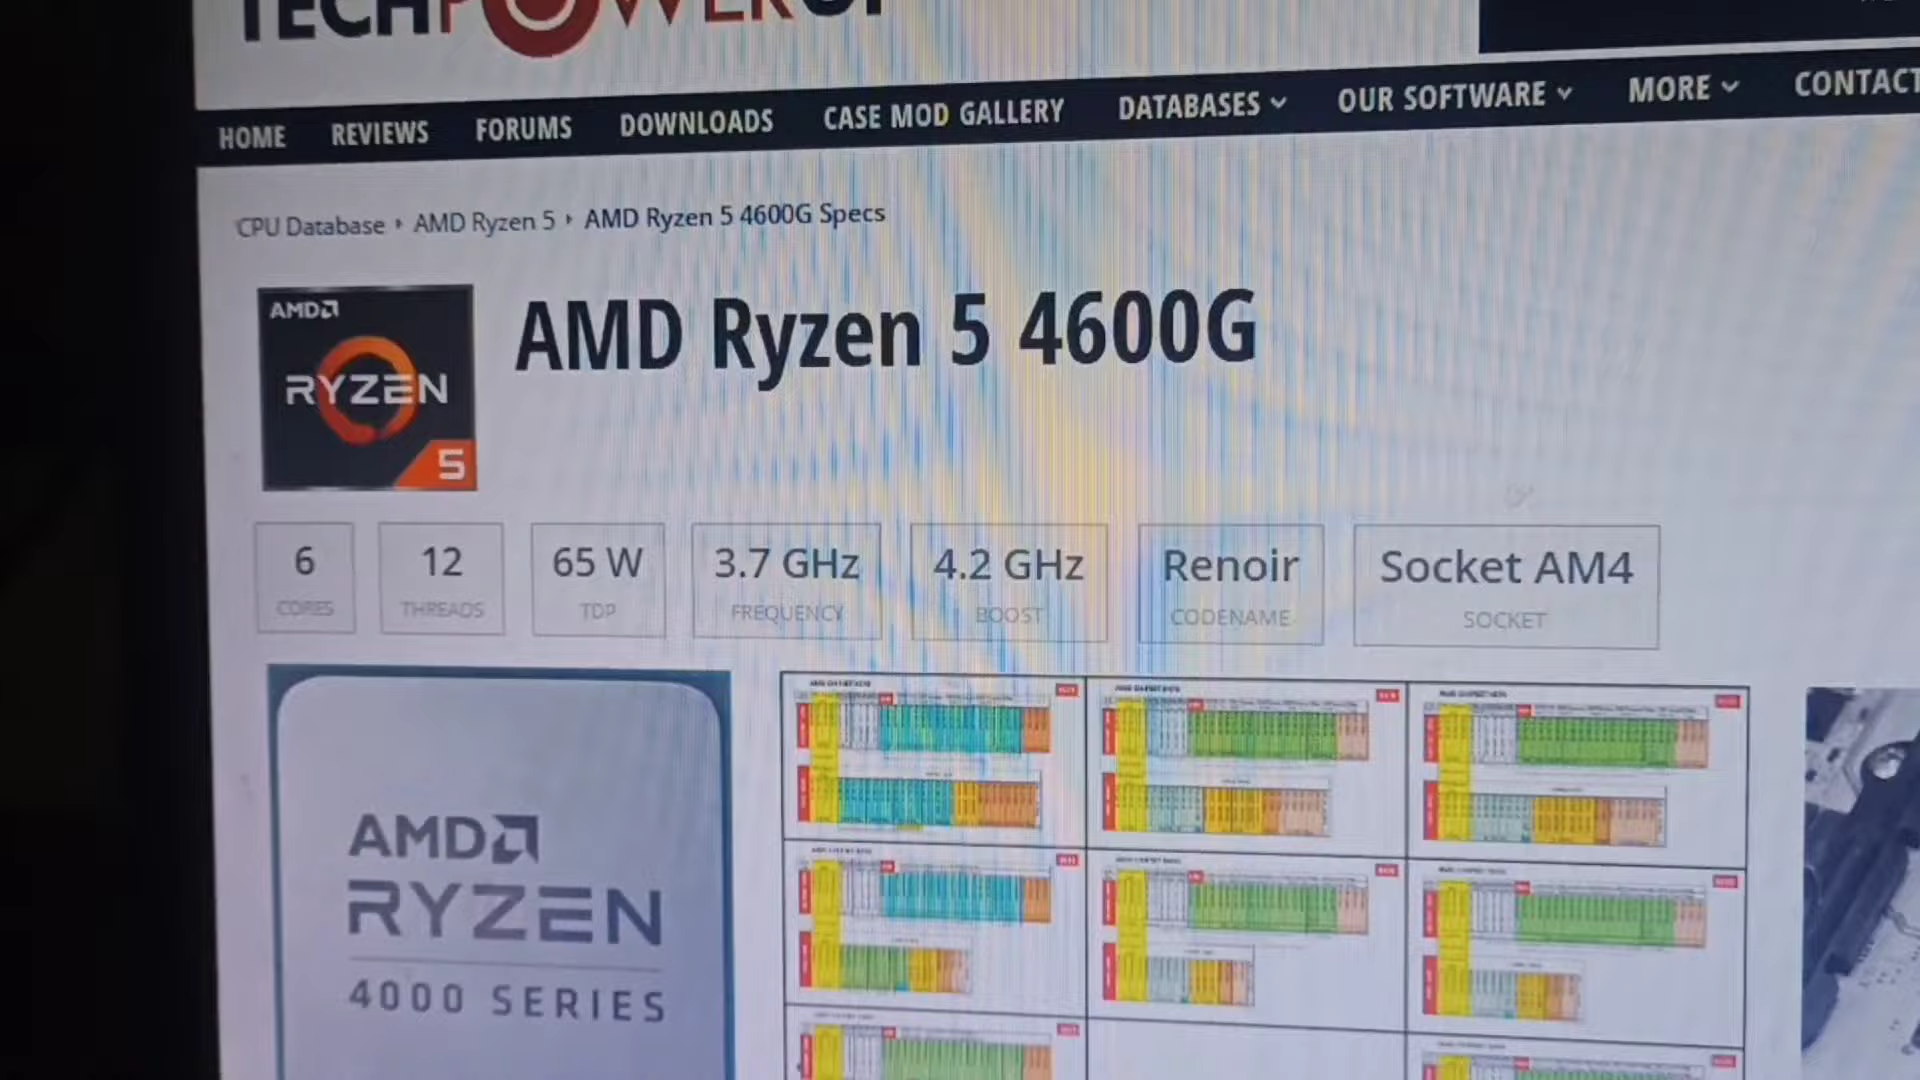 TECHPOWERUP
HOME REVIEWS FORUMS DOWNLOADS CASE MOD GALLERY DATABASES OUR SOFTWARE MORE CONTACT
CPU Database AMD Ryzen 5 AMD Ryzen 5 4600G Specs
AMD
RYZEN
5
AMD Ryzen 5 4600G
6 12 65 W 3.7 GHz 4.2 GHz Renoir Socket AM4
CORES THREADS TDP FREQUENCY BOOST CODENAME SOCKET
AMD
RYZEN
4000 SERIES